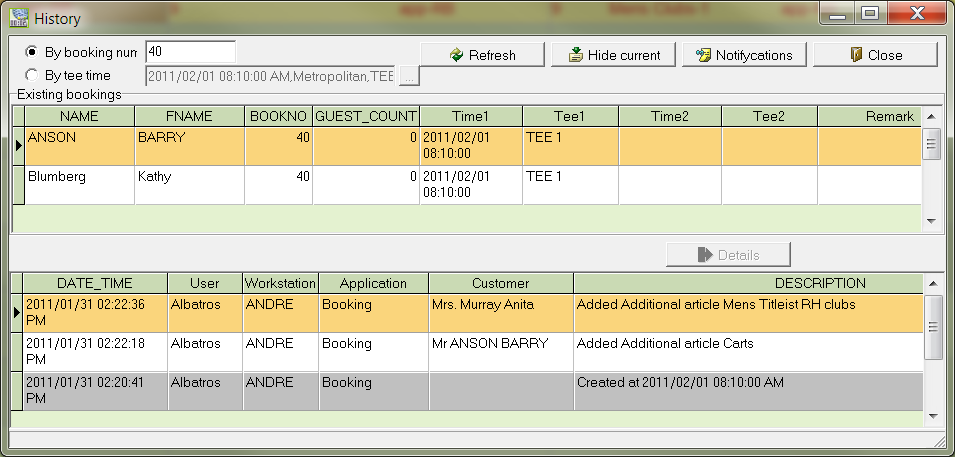 History
By booking num 40 Refresh Hide current Notifycations Close
By tee time 2011/02/01 08:10:00 AM,Metropolitan,TEE ...
Existing bookings
NAME FNAME BOOKNO GUEST_COUNT Time1 Tee1 Time2 Tee2 Remark
ANSON BARRY 40 0 2011/02/01 TEE 1
08:10:00
Blumberg Kathy 40 0 2011/02/01 TEE 1
08:10:00
Details
DATE_TIME User Workstation Application Customer DESCRIPTION
2011/01/31 02:22:36 Albatros ANDRE Booking Mrs. Murray Anita Added Additional article Mens Titleist RH clubs
PM
2011/01/31 02:22:18 Albatros ANDRE Booking Mr ANSON BARRY Added Additional article Carts
PM
2011/01/31 02:20:41 Albatros ANDRE Booking Created at 2011/02/01 08:10:00 AM
PM